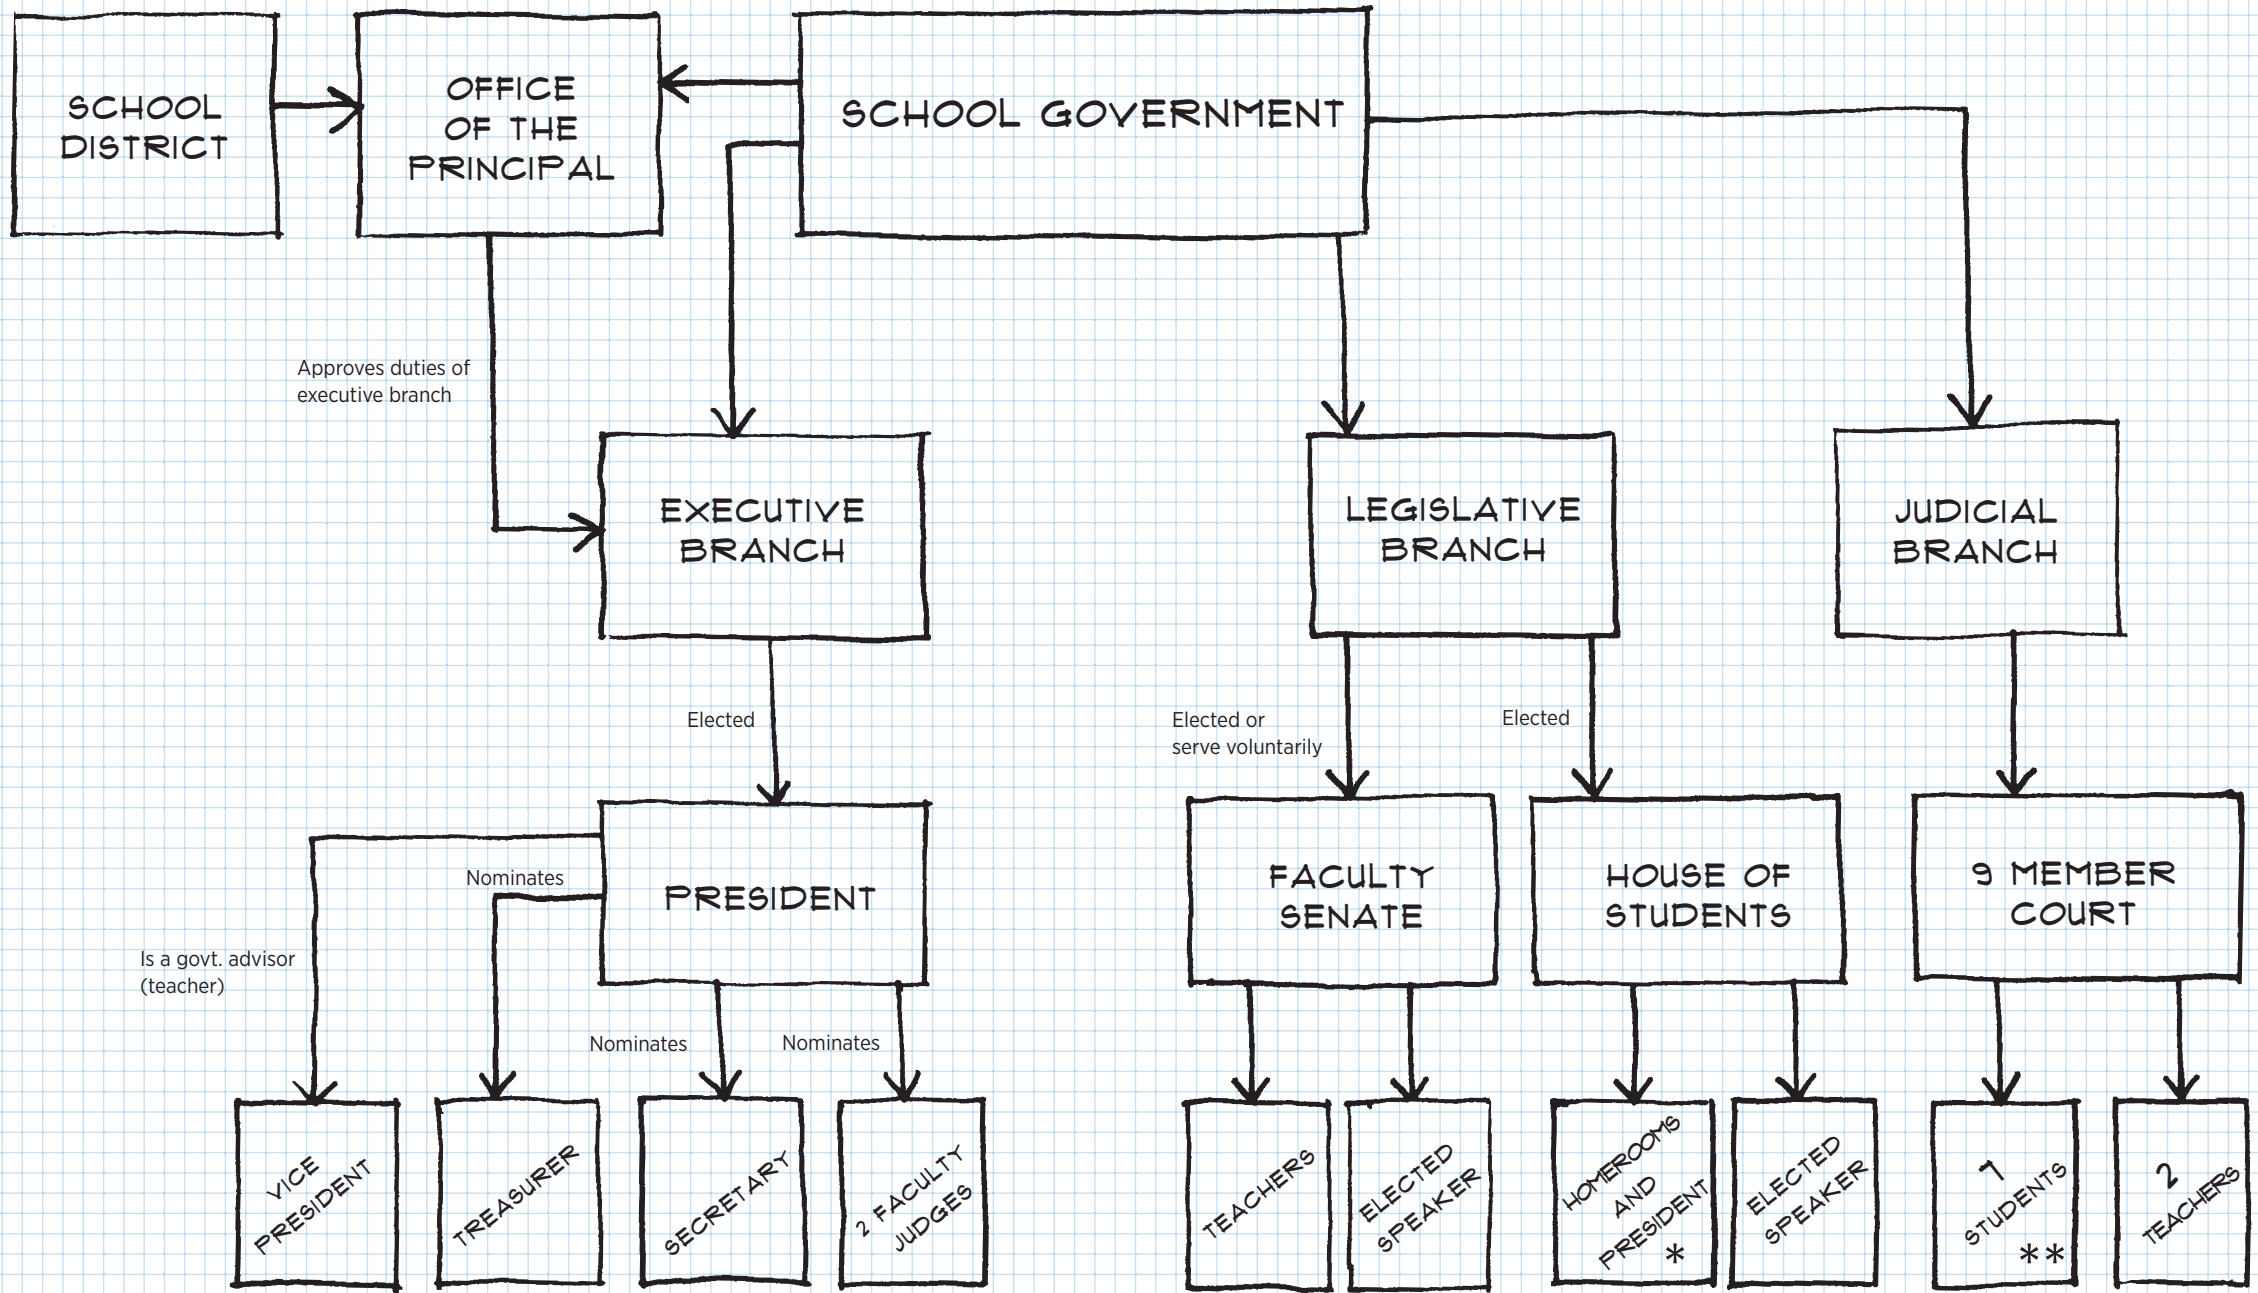 SCHOOL
DISTRICT
OFFICE
OF THE
PRINCIPAL
SCHOOL GOVERNMENT
Approves duties of
executive branch
EXECUTIVE
BRANCH
LEGISLATIVE
BRANCH
JUDICIAL
BRANCH
Elected
Elected or
serve voluntarily
Elected
Nominates
Is a govt. advisor
(teacher)
PRESIDENT
FACULTY
SENATE
HOUSE OF
STUDENTS
9 MEMBER
COURT
Nominates
Nominates
VICE
PRESIDENT
TREASURER
SECRETARY
2 FACULTY
JUDGES
TEACHERS
ELECTED
SPEAKER
HOMEROOMS
AND
PRESIDENT
*
ELECTED
SPEAKER
7
STUDENTS
**
2
TEACHERS